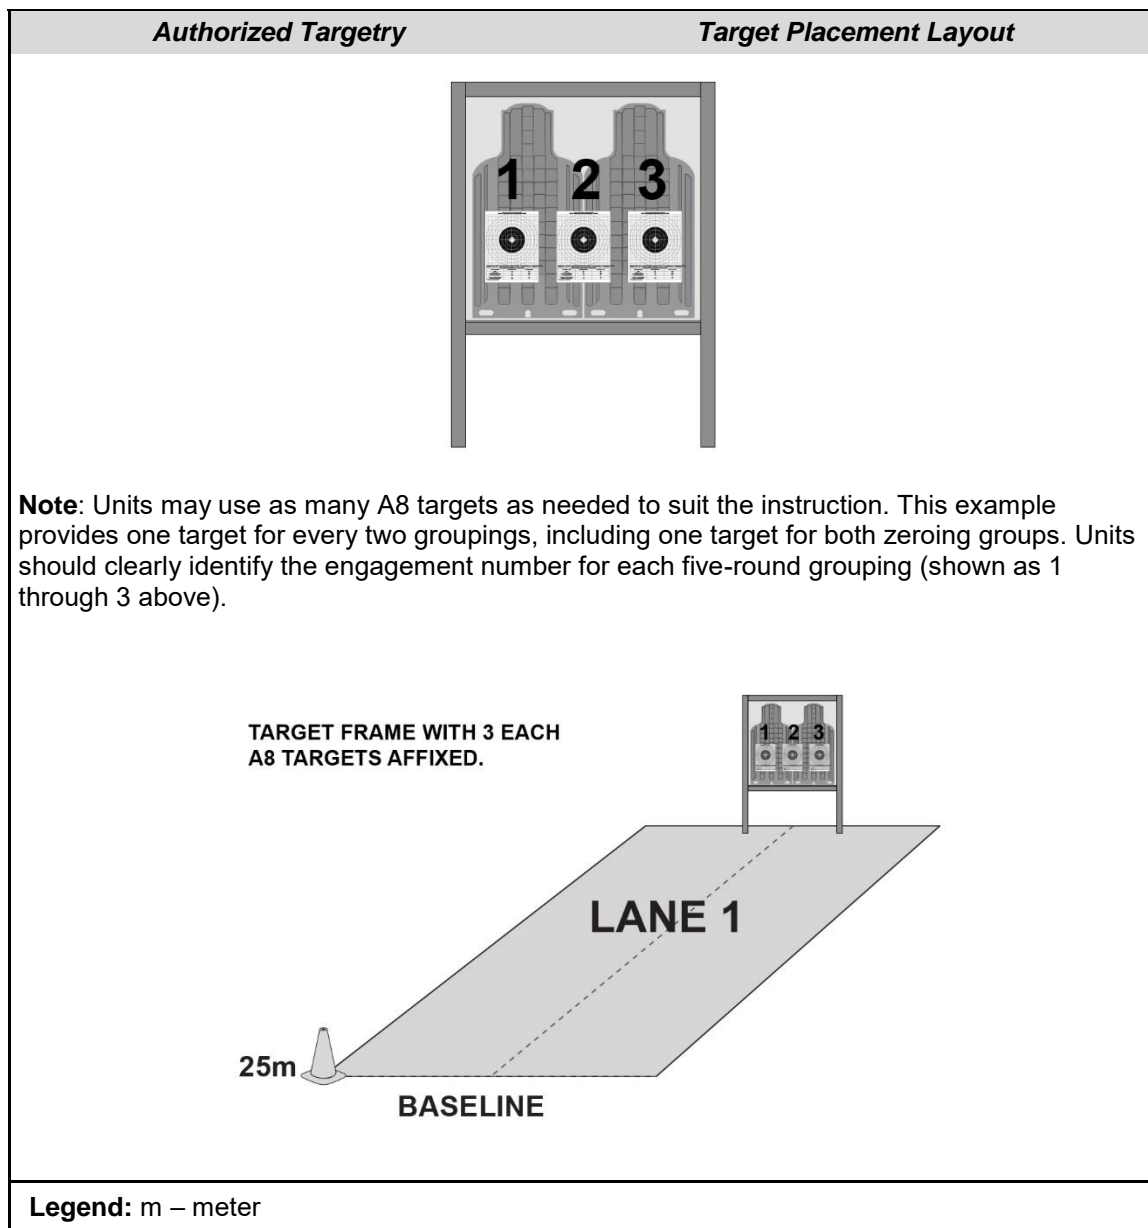 Authorized Targetry Target Placement Layout
1 2 3
Note: Units may use as many A8 targets as needed to suit the instruction. This example
provides one target for every two groupings, including one target for both zeroing groups. Units
should clearly identify the engagement number for each five-round grouping (shown as 1
through 3 above).
TARGET FRAME WITH 3 EACH
A8 TARGETS AFFIXED.
1 2 3
LANE 1
25m
BASELINE
Legend: m – meter